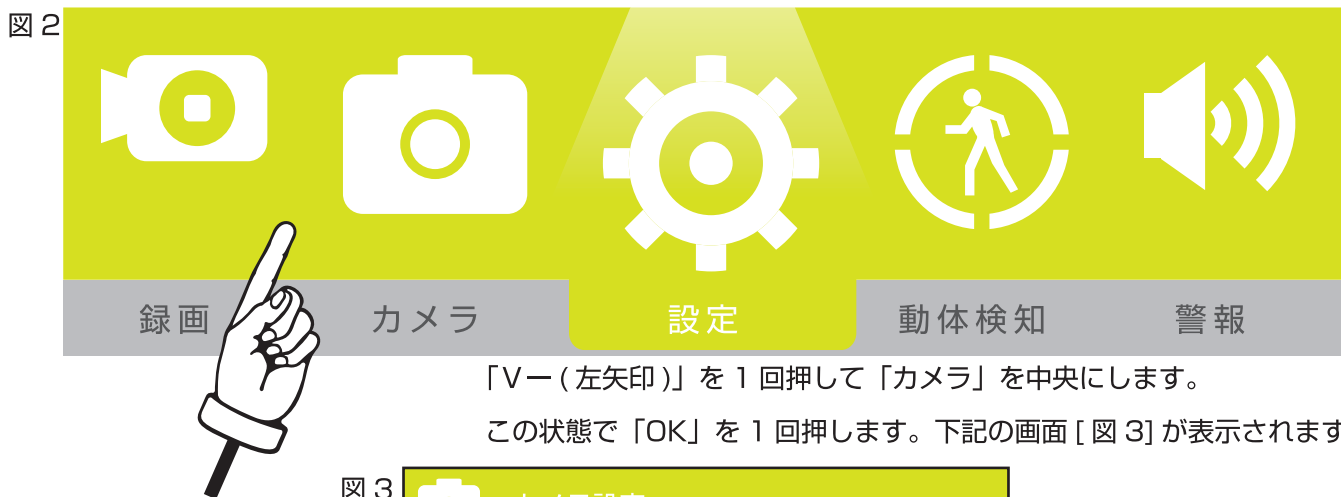 図 2
録画 カメラ 設定 動体検知 警報
「V ー ( 左矢印 )」を 1 回押して「カメラ」を中央にします。
この状態で「OK」を 1 回押します。下記の画面 [ 図 3] が表示されます
図 3